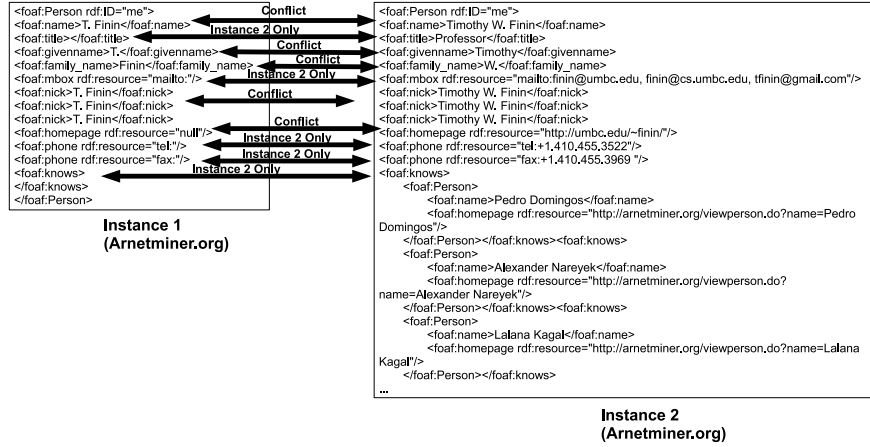 <foaf:Person rdf:ID="me">
<foaf:name>T. Finin</foaf:name>
<foaf:title></foaf:title>
<foaf:givenname>T.</foaf:givenname>
<foaf:family_name>Finin</foaf:family_name>
<foaf:mbox rdf:resource="mailto:"/>
<foaf:nick>T. Finin</foaf:nick>
<foaf:nick>T. Finin</foaf:nick>
<foaf:nick>T. Finin</foaf:nick>
<foaf:homepage rdf:resource="null"/>
<foaf:phone rdf:resource="tel:"/>
<foaf:phone rdf:resource="fax:"/>
<foaf:knows>
</foaf:knows>
</foaf:Person>
Instance 1
(Arnetminer.org)
Conflict
Instance 2 Only
Conflict
Conflict
Instance 2 Only
Conflict
Conflict
Instance 2 Only
Instance 2 Only
Instance 2 Only
<foaf:Person rdf:ID="me">
<foaf:name>Timothy W. Finin</foaf:name>
<foaf:title>Professor</foaf:title>
<foaf:givenname>Timothy</foaf:givenname>
<foaf:family_name>W.</foaf:family_name>
<foaf:mbox rdf:resource="mailto:finin@umbc.edu, finin@cs.umbc.edu, tfinin@gmail.com"/>
<foaf:nick>Timothy W. Finin</foaf:nick>
<foaf:nick>Timothy W. Finin</foaf:nick>
<foaf:nick>Timothy W. Finin</foaf:nick>
<foaf:homepage rdf:resource="http://umbc.edu/~finin/"/>
<foaf:phone rdf:resource="tel:+1.410.455.3522"/>
<foaf:phone rdf:resource="fax:+1.410.455.3969 "/>
<foaf:knows>
<foaf:Person>
<foaf:name>Pedro Domingos</foaf:name>
<foaf:homepage rdf:resource="http://arnetminer.org/viewperson.do?name=Pedro
Domingos"/>
</foaf:Person></foaf:knows><foaf:knows>
<foaf:Person>
<foaf:name>Alexander Nareyek</foaf:name>
<foaf:homepage rdf:resource="http://arnetminer.org/viewperson.do?
name=Alexander Nareyek"/>
</foaf:Person></foaf:knows><foaf:knows>
<foaf:Person>
<foaf:name>Lalana Kagal</foaf:name>
<foaf:homepage rdf:resource="http://arnetminer.org/viewperson.do?name=Lalana
Kagal"/>
</foaf:Person></foaf:knows>
...
Instance 2
(Arnetminer.org)